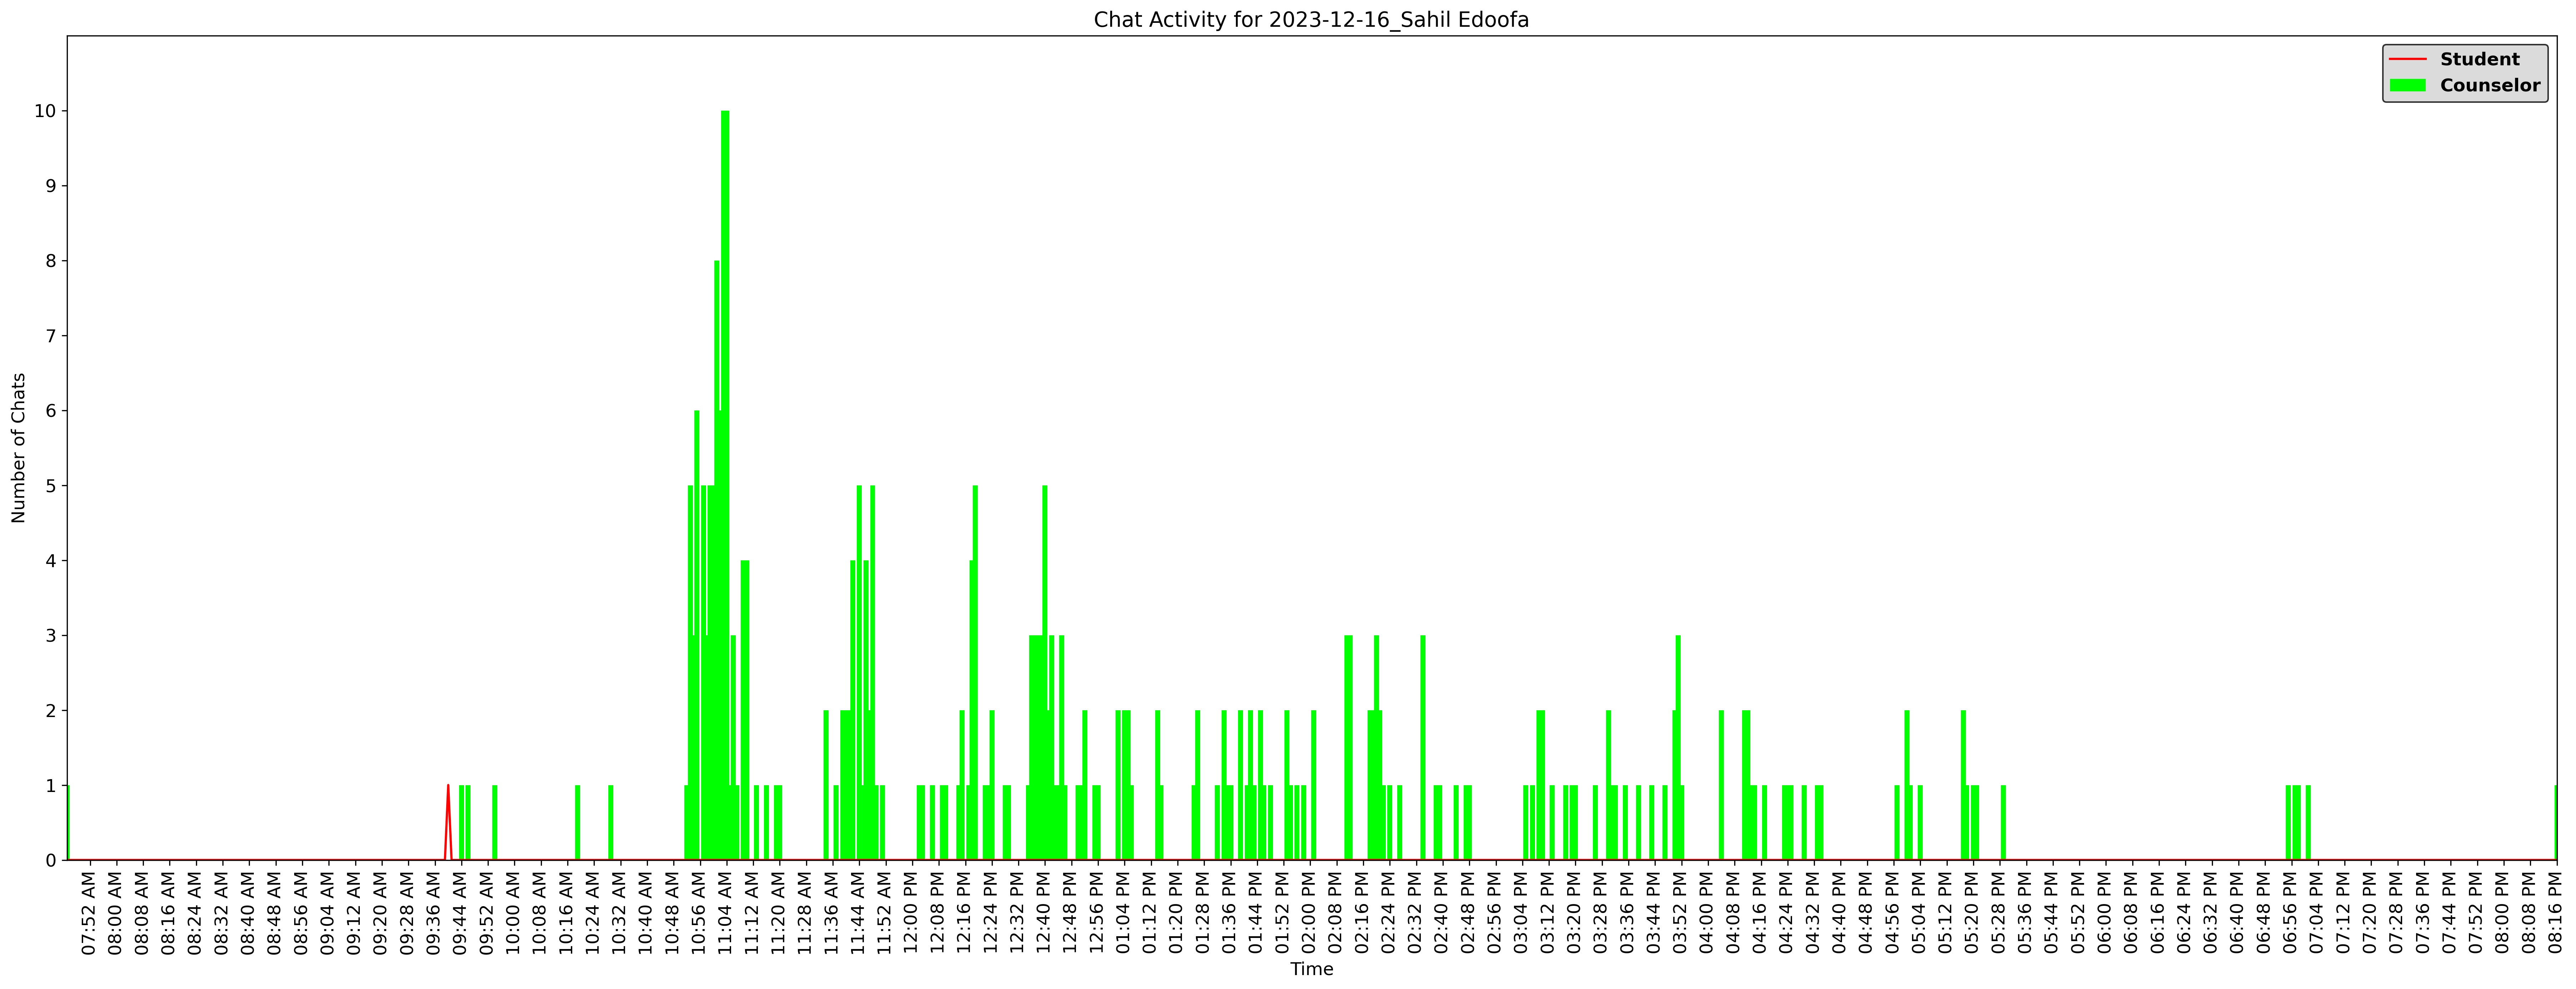 Chat Activity for 2023-12-16_Sahil Edoofa
Student
Counselor
Number of Chats
10
9
8
7
6
5
4
3
2
1
0
07:52 AM
08:00 AM
08:08 AM
08:16 AM
08:24 AM
08:32 AM
08:40 AM
08:48 AM
08:56 AM
09:04 AM
09:12 AM
09:20 AM
09:28 AM
09:36 AM
09:44 AM
09:52 AM
10:00 AM
10:08 AM
10:16 AM
10:24 AM
10:32 AM
10:40 AM
10:48 AM
10:56 AM
11:04 AM
11:12 AM
11:20 AM
11:28 AM
11:36 AM
11:44 AM
11:52 AM
12:00 PM
12:08 PM
12:16 PM
12:24 PM
12:32 PM
12:40 PM
12:48 PM
12:56 PM
01:04 PM
01:12 PM
01:20 PM
01:28 PM
01:36 PM
01:44 PM
01:52 PM
02:00 PM
02:08 PM
02:16 PM
02:24 PM
02:32 PM
02:40 PM
02:48 PM
02:56 PM
03:04 PM
03:12 PM
03:20 PM
03:28 PM
03:36 PM
03:44 PM
03:52 PM
04:00 PM
04:08 PM
04:16 PM
04:24 PM
04:32 PM
04:40 PM
04:48 PM
04:56 PM
05:04 PM
05:12 PM
05:20 PM
05:28 PM
05:36 PM
05:44 PM
05:52 PM
06:00 PM
06:08 PM
06:16 PM
06:24 PM
06:32 PM
06:40 PM
06:48 PM
06:56 PM
07:04 PM
07:12 PM
07:20 PM
07:28 PM
07:36 PM
07:44 PM
07:52 PM
08:00 PM
08:08 PM
08:16 PM
Time